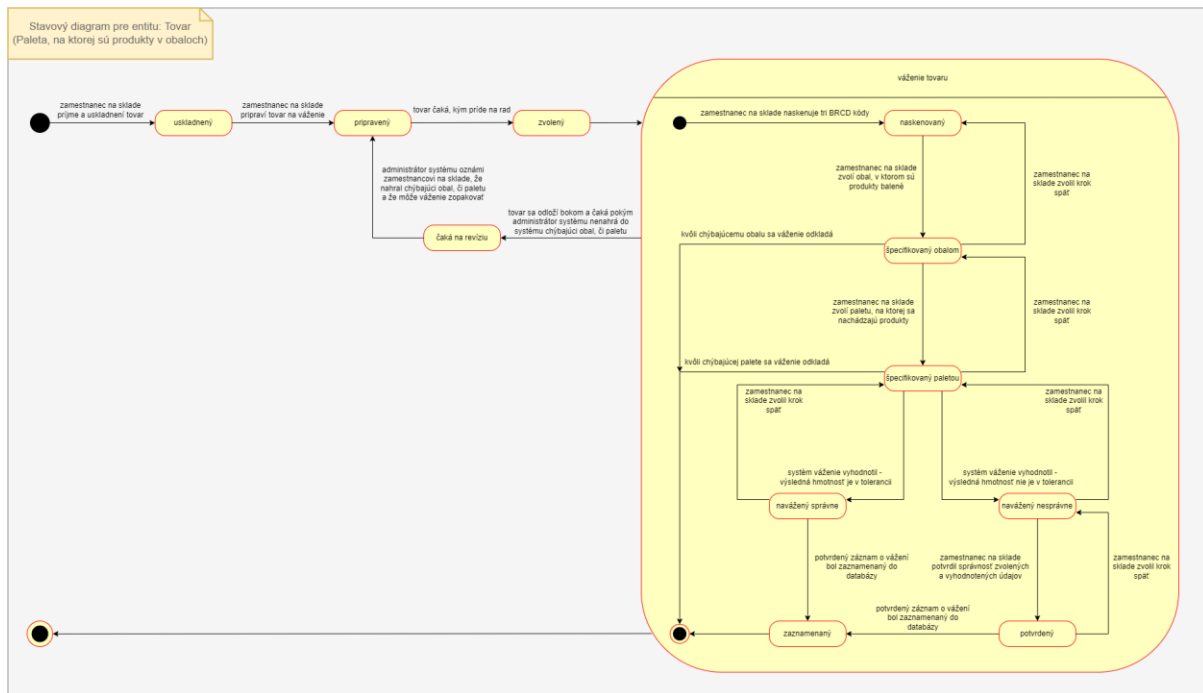 Stavový diagram pre entitu: Tovar
(Paleta, na ktorej sú produkty v obaloch)
váženie tovaru
zamestnanec na sklade
príjme a uskladnení tovar
zamestnanec na sklade
pripraví tovar na váženie
tovar čaká, kým príde na rad
uskladnený
pripravený
zvolený
zamestnanec na sklade naskenuje tri BRCD kódy
naskenovaný
administrátor systému oznámi
zamestnancovi na sklade, že
nahral chýbajúci obal, či paletu
a že môže váženie zopakovať
zamestnanec na sklade
zvolí obal, v ktorom sú
produkty balené
zamestnanec na
sklade zvolil krok
späť
tovar sa odloží bokom a čaká pokým
administrátor systému nenahrá do
systému chýbajúci obal, či paletu
čaká na revíziu
kvôli chýbajúcemu obalu sa váženie odkladá
špecifikovaný obalom
zamestnanec na sklade
zvolí paletu, na ktorej sa
nachádzajú produkty
zamestnanec na
sklade zvolil krok
späť
kvôli chýbajúcej palete sa váženie odkladá
špecifikovaný paletou
zamestnanec na
sklade zvolil krok
späť
zamestnanec na
sklade zvolil krok
späť
systém váženie vyhodnotil -
výsledná hmotnosť je v tolerancii
systém váženie vyhodnotil -
výsledná hmotnosť nie je v tolerancii
navážený správne
navážený nesprávne
potvrdený záznam o vážení
bol zaznamenaný do
databázy
zamestnanec na sklade
potvrdil správnosť zvolených
a vyhodnotených údajov
zamestnanec na
sklade zvolil krok
späť
potvrdený záznam o vážení
bol zaznamenaný do
databázy
zaznamenaný
potvrdený